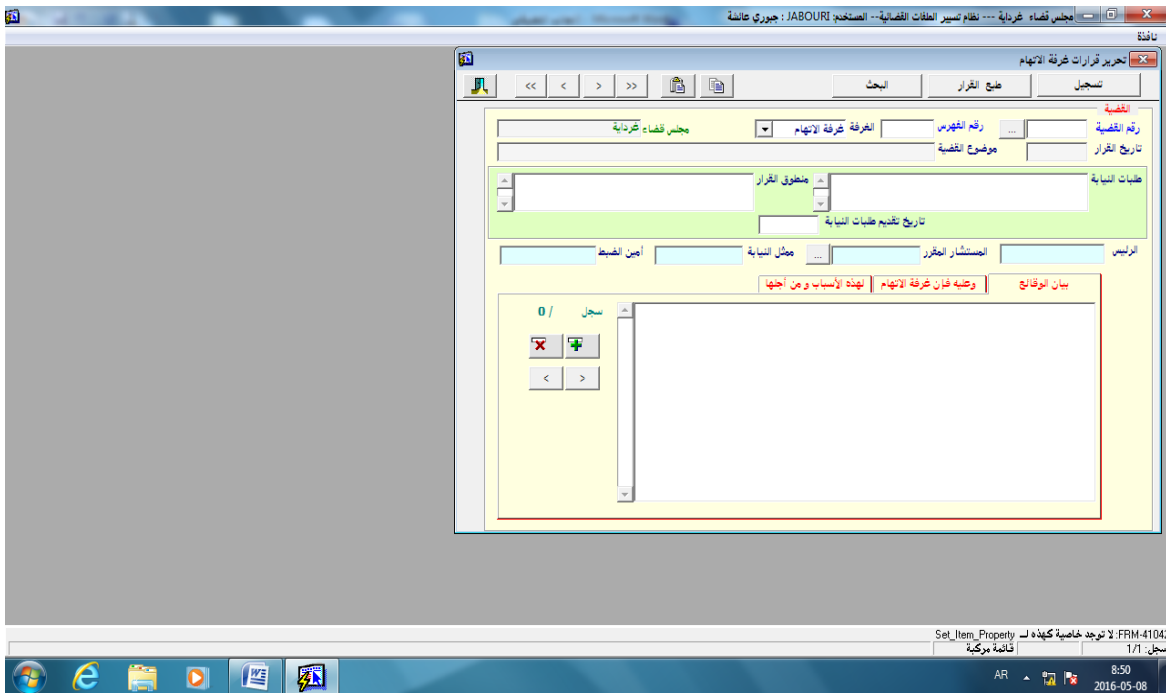 مجلس قضاء غرداية --- نظام تسيير الملفات القضائية-- المستخدم: JABOURI : جبوري عائشة
نافذة
تحرير قرارات غرفة الاتهام
تسجيل طبع القرار البحث >> > < <<
القضية
رقم القضية ... رقم الفهرس الغرفة غرفة الاتهام مجلس قضاء غرداية
تاريخ القرار موضوع القضية
طلبات النيابة منطوق القرار
تاريخ تقديم طلبات النيابة
الرئيس المستشار المقرر ... ممثل النيابة أمين الضبط
بيان الوقائع وعليه فإن غرفة الاتهام لهذه الأسباب و من أجلها
سجل / 0
< >
FRM-41042: لا توجد خاصية كهذه لـ Set_Item_Property
سجل: 1/1 قائمة مركبة
AR 8:50
2016-05-08